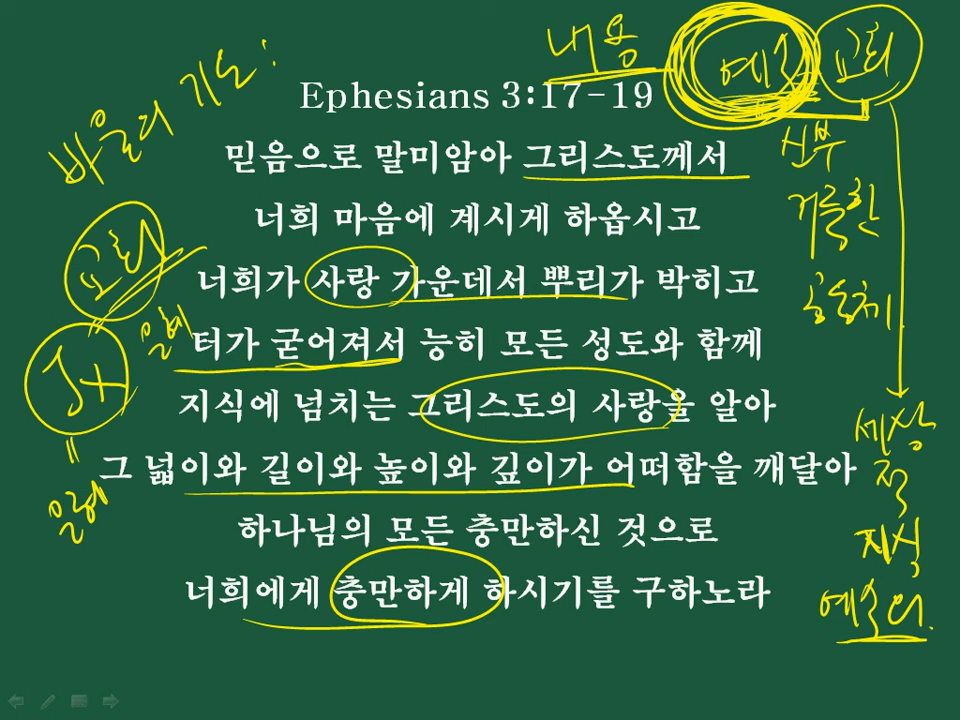 바울의 기도:
내용
예수
교회
Ephesians 3:17-19
믿음으로 말미암아 그리스도께서
너희 마음에 계시게 하옵시고
너희가 사랑 가운데서 뿌리가 박히고
터가 굳어져서 능히 모든 성도와 함께
지식에 넘치는 그리스도의 사랑을 알아
그 넓이와 길이와 높이와 깊이가 어떠함을 깨달아
하나님의 모든 충만하신 것으로
너희에게 충만하게 하시기를 구하노라
교회
신부
거룩한
공동체
세상
적
지식